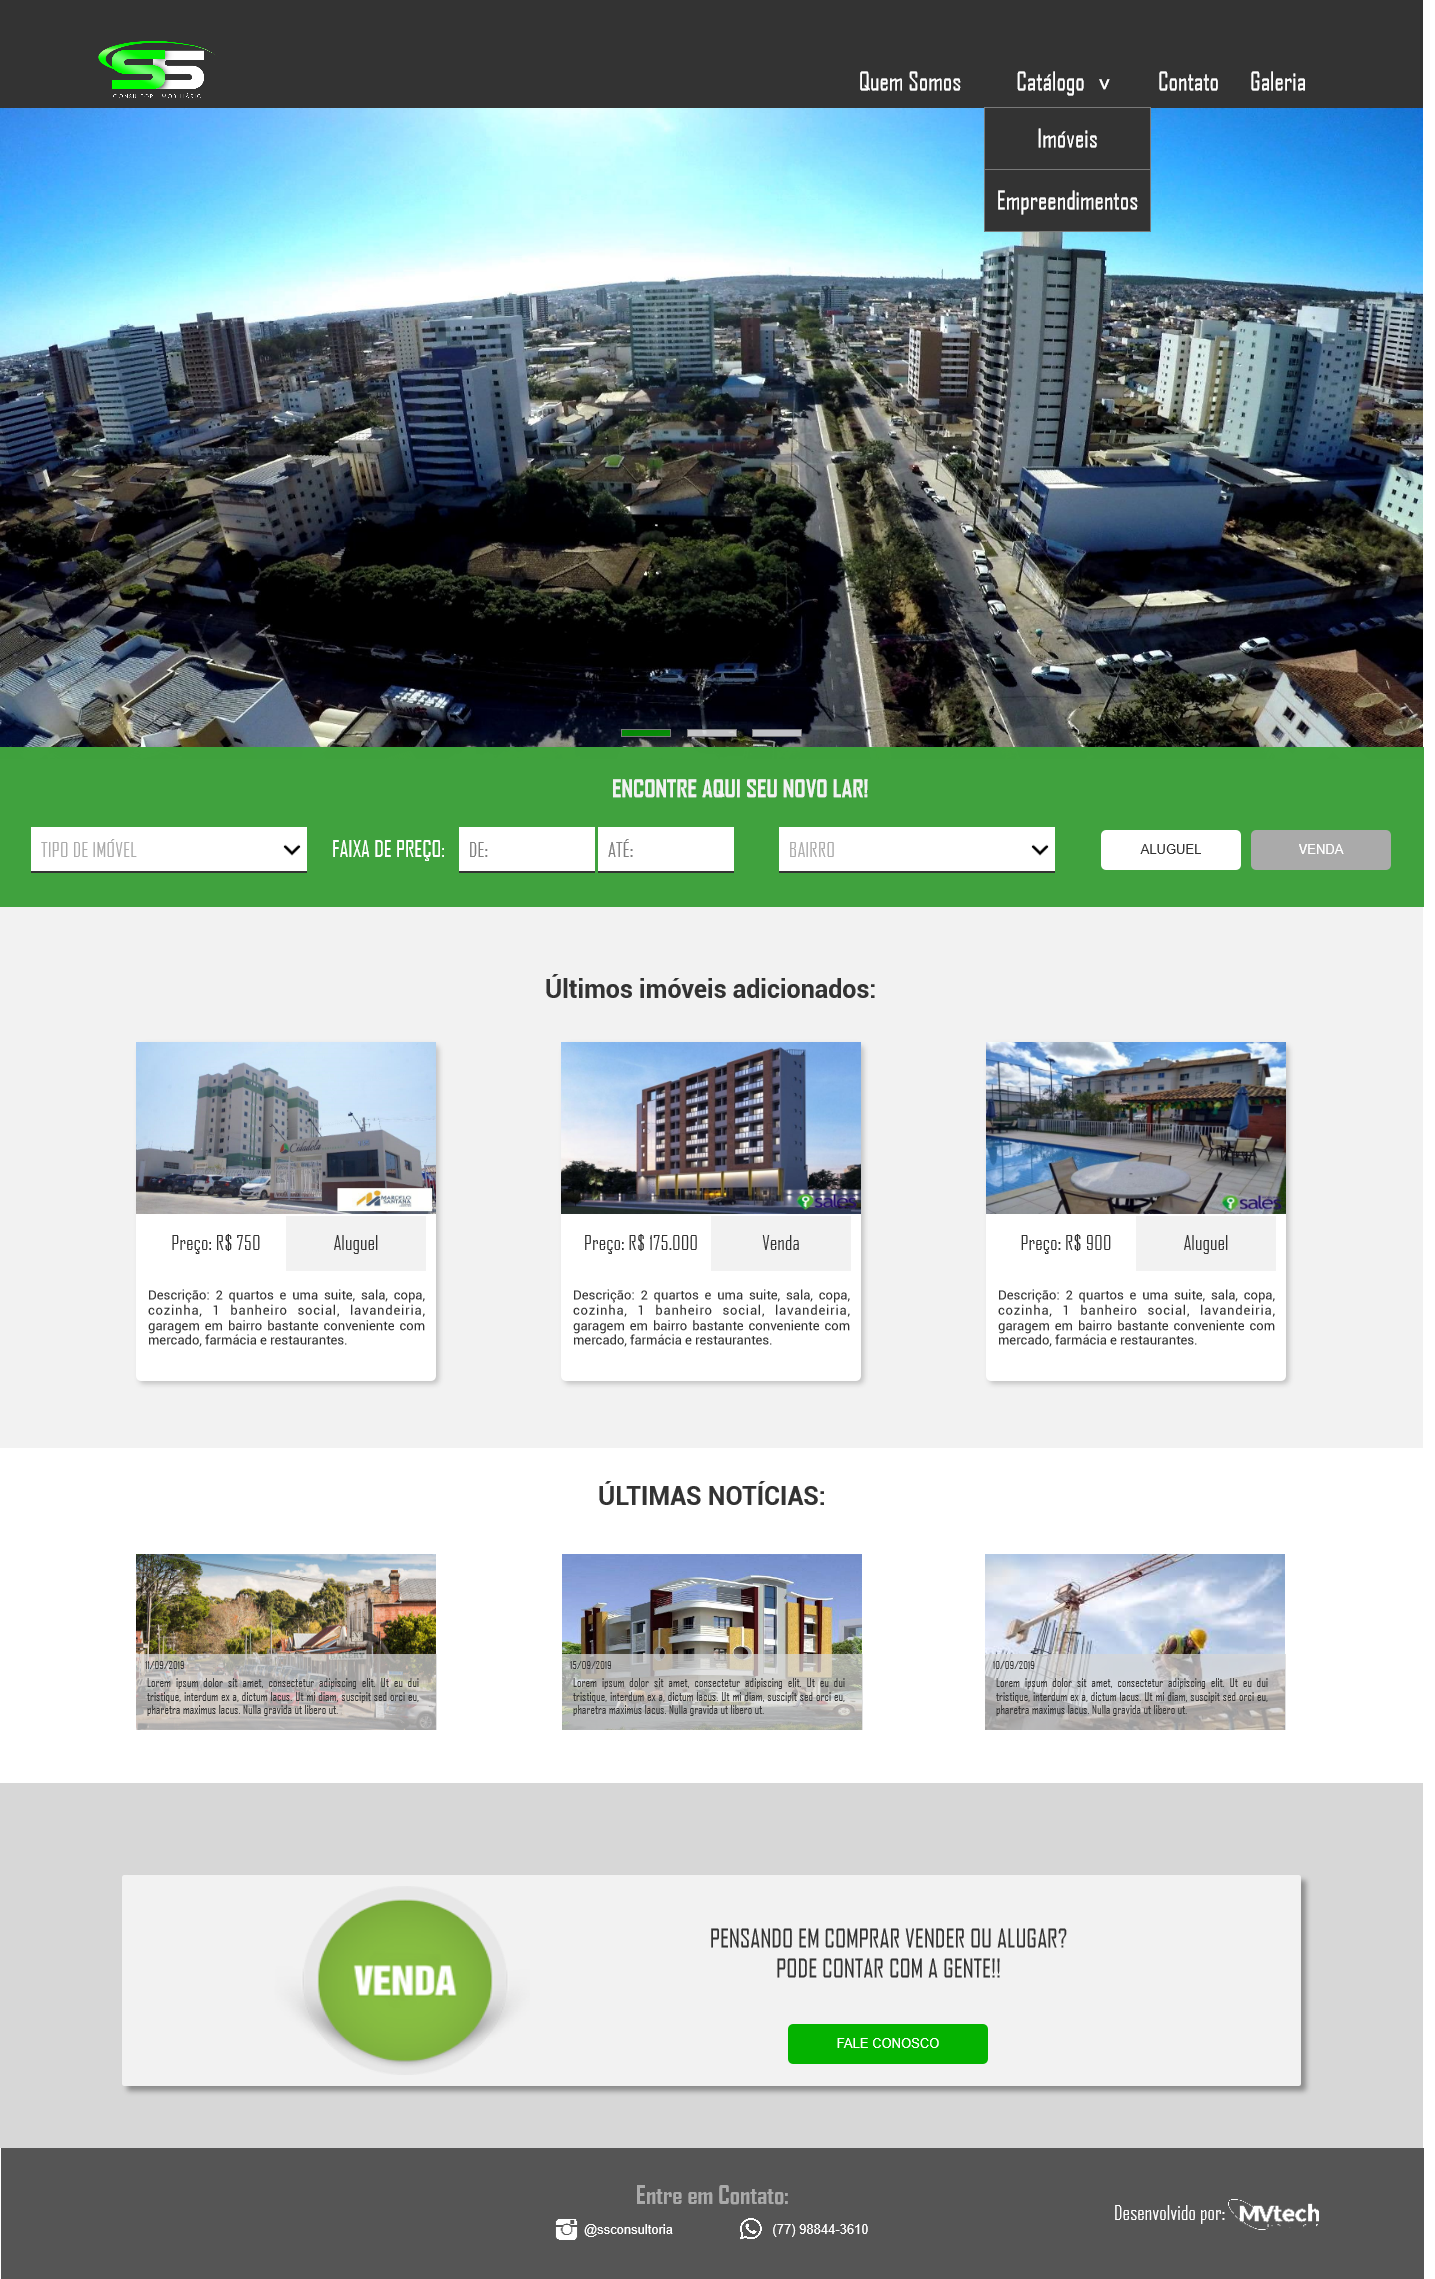 SS
CONSULTOR IMOBILIÁRIO
Quem Somos
Catálogo v
Contato
Galeria
Imóveis
Empreendimentos
ENCONTRE AQUI SEU NOVO LAR!
TIPO DE IMÓVEL
FAIXA DE PREÇO:
DE:
ATÉ:
BAIRRO
ALUGUEL
VENDA
Últimos imóveis adicionados:
Cidadela
MARCELO
SANTANA
sales
sales
Preço: R$ 750
Aluguel
Descrição: 2 quartos e uma suite, sala, copa,
cozinha, 1 banheiro social, lavandeiria,
garagem em bairro bastante conveniente com
mercado, farmácia e restaurantes.
Preço: R$ 175.000
Venda
Descrição: 2 quartos e uma suite, sala, copa,
cozinha, 1 banheiro social, lavandeiria,
garagem em bairro bastante conveniente com
mercado, farmácia e restaurantes.
Preço: R$ 900
Aluguel
Descrição: 2 quartos e uma suite, sala, copa,
cozinha, 1 banheiro social, lavandeiria,
garagem em bairro bastante conveniente com
mercado, farmácia e restaurantes.
ÚLTIMAS NOTÍCIAS:
11/09/2019
Lorem ipsum dolor sit amet, consectetur adipiscing elit. Ut eu dui
tristique, interdum ex a, dictum lacus. Ut mi diam, suscipit sed orci eu,
pharetra maximus lacus. Nulla gravida ut libero ut.
15/09/2019
Lorem ipsum dolor sit amet, consectetur adipiscing elit. Ut eu dui
tristique, interdum ex a, dictum lacus. Ut mi diam, suscipit sed orci eu,
pharetra maximus lacus. Nulla gravida ut libero ut.
10/09/2019
Lorem ipsum dolor sit amet, consectetur adipiscing elit. Ut eu dui
tristique, interdum ex a, dictum lacus. Ut mi diam, suscipit sed orci eu,
pharetra maximus lacus. Nulla gravida ut libero ut.
VENDA
PENSANDO EM COMPRAR VENDER OU ALUGAR?
PODE CONTAR COM A GENTE!!
FALE CONOSCO
Entre em Contato:
@ssconsultoria
(77) 98844-3610
Desenvolvido por: MVtech